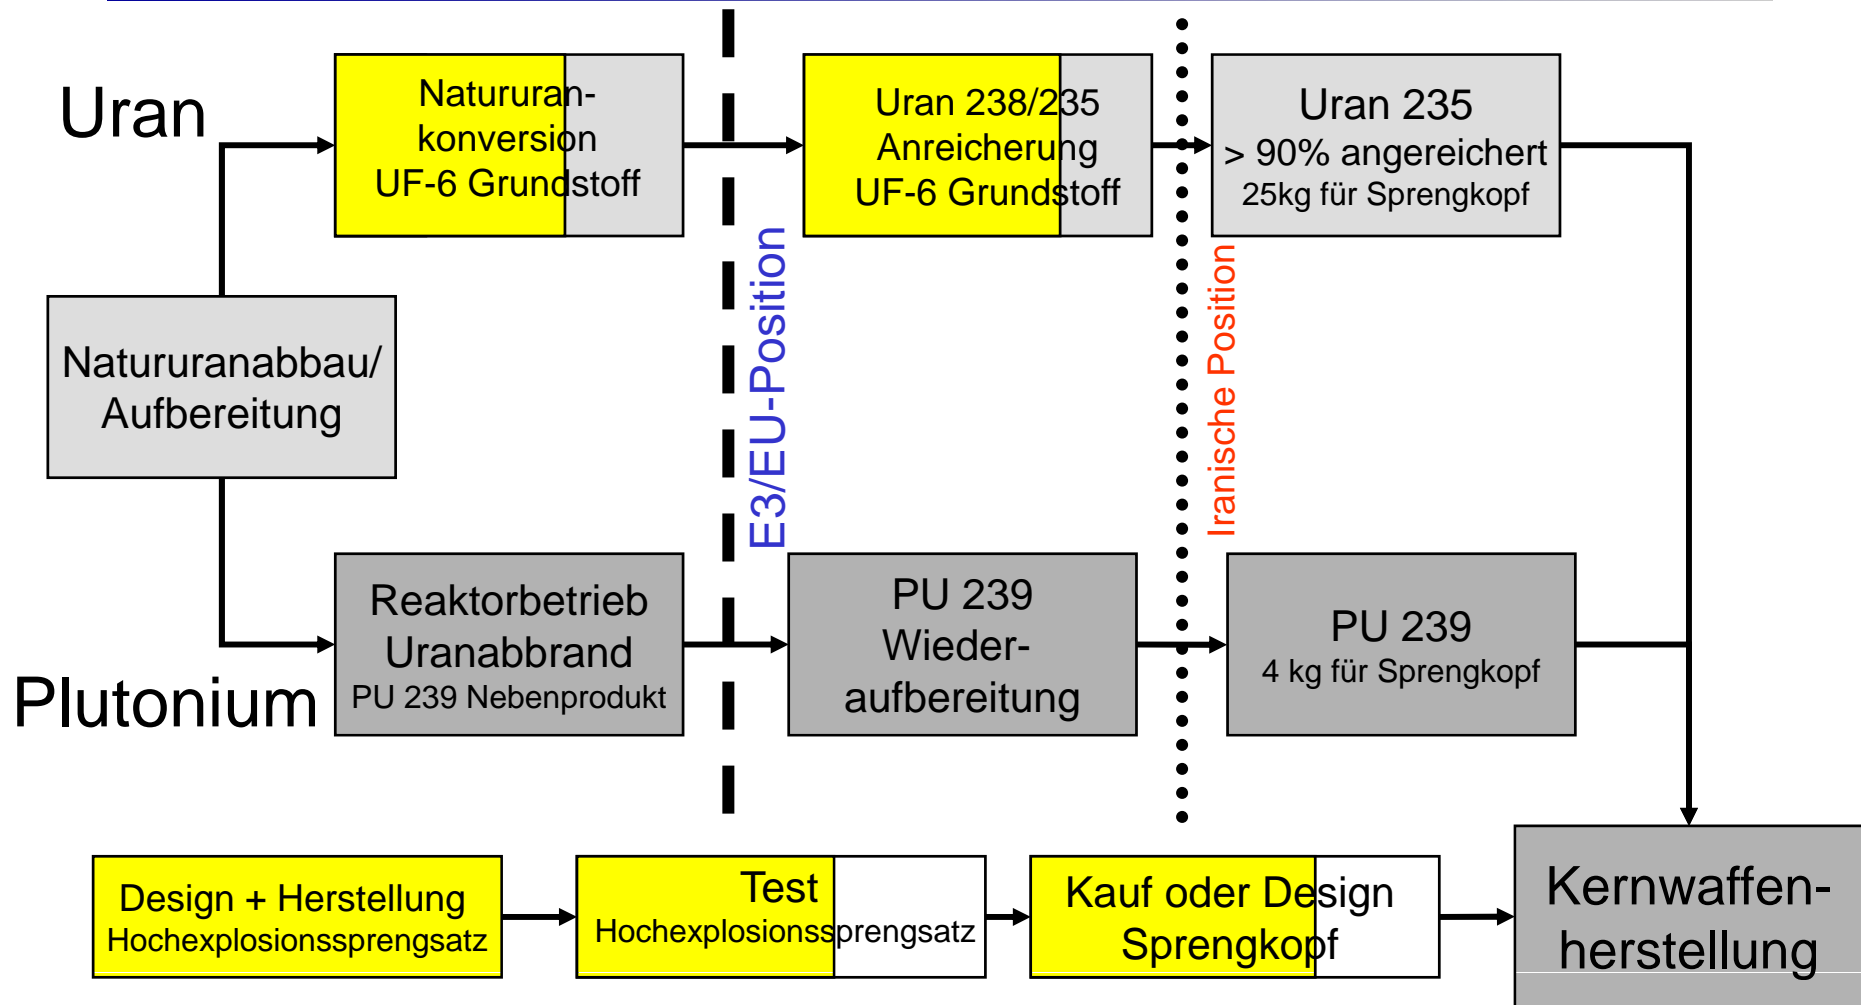 Uran
Natururan-
konversion
UF-6 Grundstoff
Uran 238/235
Anreicherung
UF-6 Grundstoff
Uran 235
> 90% angereichert
25kg für Sprengkopf
Natururanabbau/
Aufbereitung
E3/EU-Position
Iranische Position
Plutonium
Reaktorbetrieb
Uranabbrand
PU 239 Nebenprodukt
PU 239
Wieder-
aufbereitung
PU 239
4 kg für Sprengkopf
Design + Herstellung
Hochexplosionssprengsatz
Test
Hochexplosionssprengsatz
Kauf oder Design
Sprengkopf
Kernwaffen-
herstellung